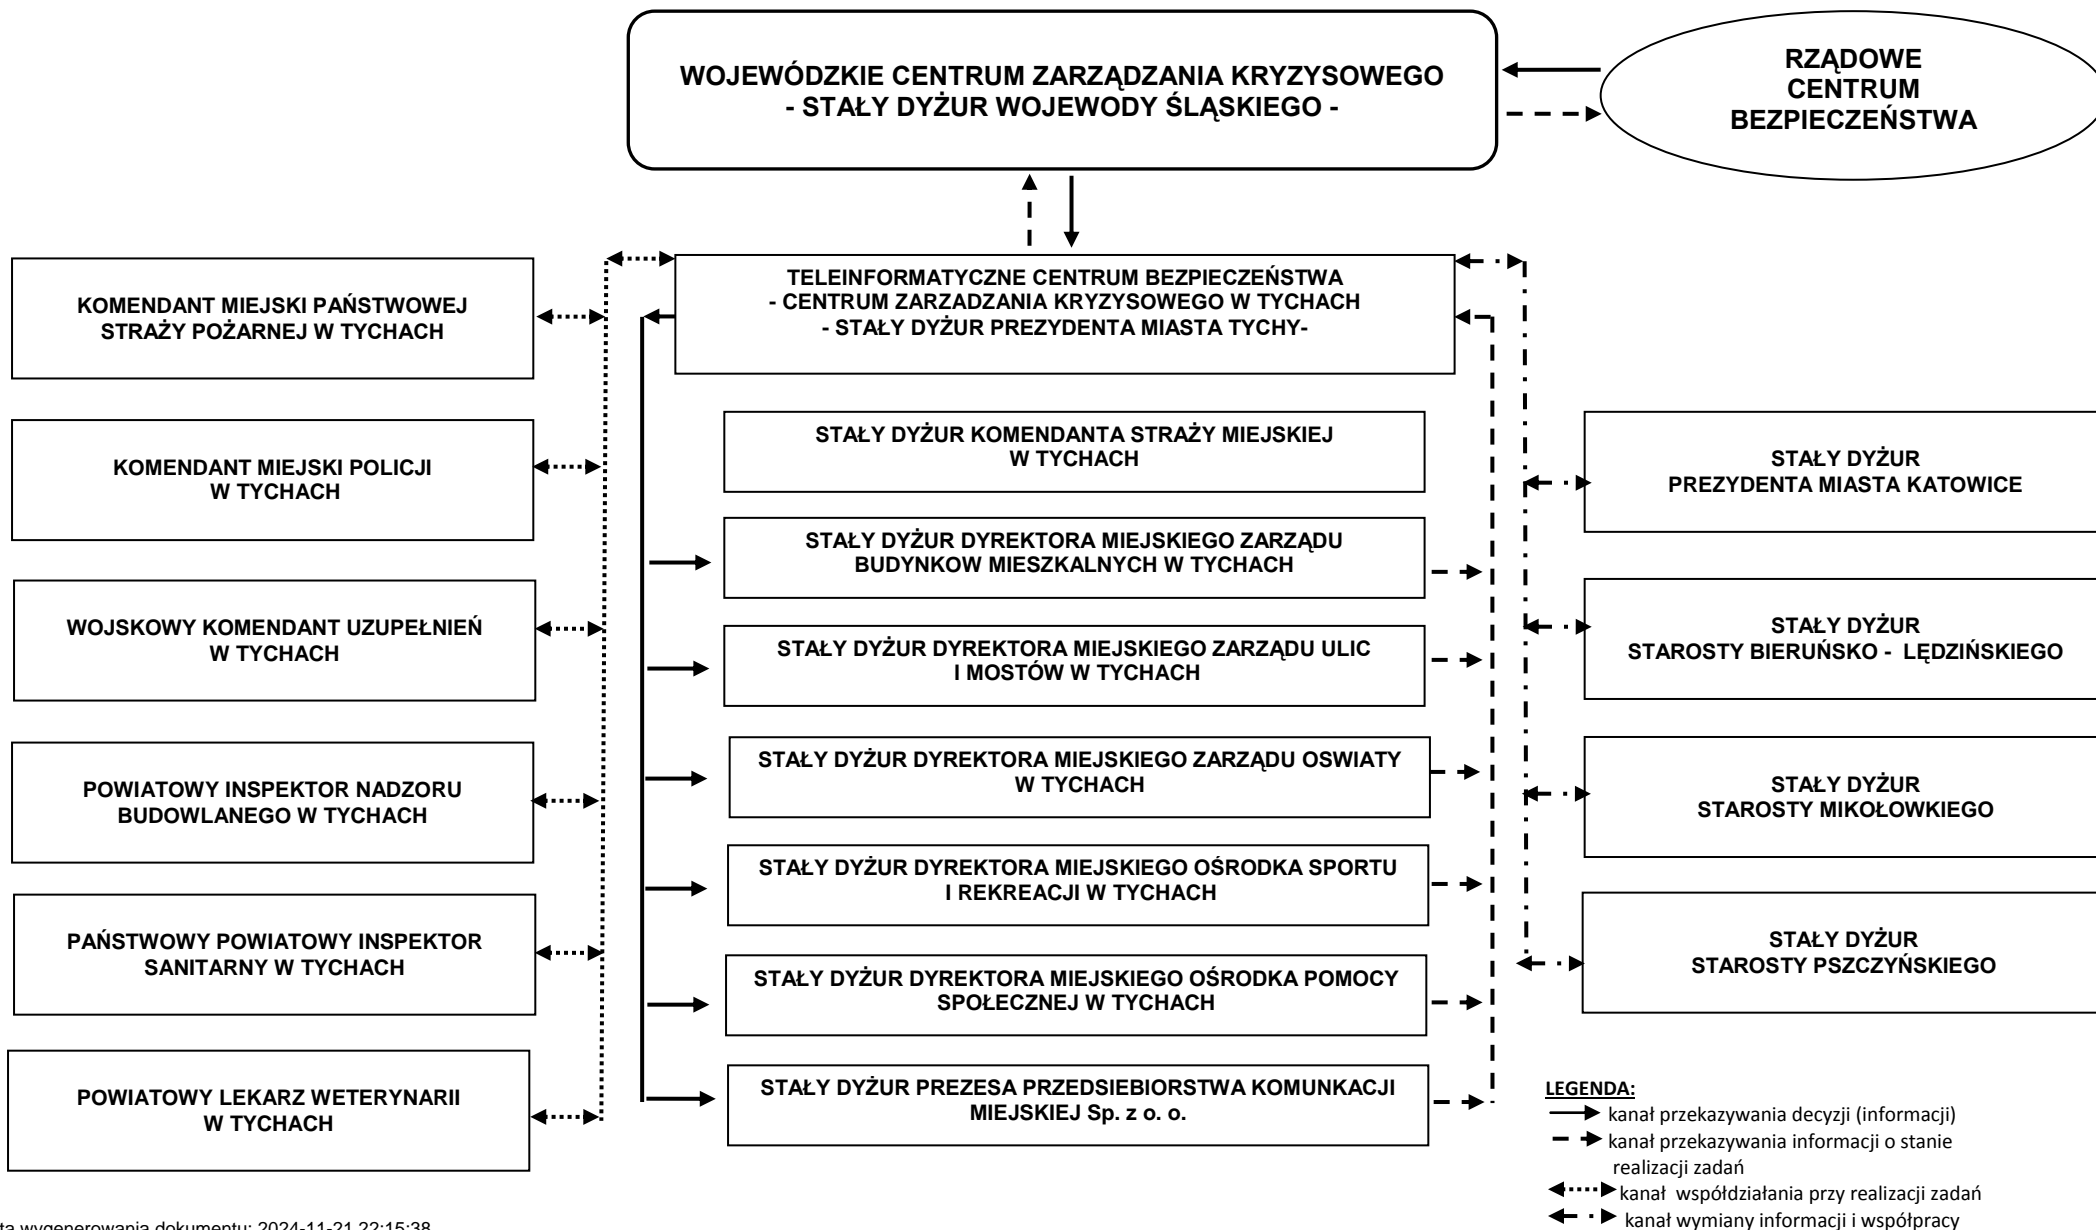 WOJEWÓDZKIE CENTRUM ZARZĄDZANIA KRYZYSOWEGO
- STAŁY DYŻUR WOJEWODY ŚLĄSKIEGO -
RZĄDOWE
CENTRUM
BEZPIECZEŃSTWA
TELEINFORMATYCZNE CENTRUM BEZPIECZEŃSTWA
- CENTRUM ZARZADZANIA KRYZYSOWEGO W TYCHACH
- STAŁY DYŻUR PREZYDENTA MIASTA TYCHY-
KOMENDANT MIEJSKI PAŃSTWOWEJ
STRAŻY POŻARNEJ W TYCHACH
KOMENDANT MIEJSKI POLICJI
W TYCHACH
WOJSKOWY KOMENDANT UZUPEŁNIEŃ
W TYCHACH
POWIATOWY INSPEKTOR NADZORU
BUDOWLANEGO W TYCHACH
PAŃSTWOWY POWIATOWY INSPEKTOR
SANITARNY W TYCHACH
POWIATOWY LEKARZ WETERYNARII
W TYCHACH
STAŁY DYŻUR KOMENDANTA STRAŻY MIEJSKIEJ
W TYCHACH
STAŁY DYŻUR DYREKTORA MIEJSKIEGO ZARZĄDU
BUDYNKOW MIESZKALNYCH W TYCHACH
STAŁY DYŻUR DYREKTORA MIEJSKIEGO ZARZĄDU ULIC
I MOSTÓW W TYCHACH
STAŁY DYŻUR DYREKTORA MIEJSKIEGO ZARZĄDU OSWIATY
W TYCHACH
STAŁY DYŻUR DYREKTORA MIEJSKIEGO OŚRODKA SPORTU
I REKREACJI W TYCHACH
STAŁY DYŻUR DYREKTORA MIEJSKIEGO OŚRODKA POMOCY
SPOŁECZNEJ W TYCHACH
STAŁY DYŻUR PREZESA PRZEDSIEBIORSTWA KOMUNKACJI
MIEJSKIEJ Sp. z o. o.
STAŁY DYŻUR
PREZYDENTA MIASTA KATOWICE
STAŁY DYŻUR
STAROSTY BIERUŃSKO - LĘDZIŃSKIEGO
STAŁY DYŻUR
STAROSTY MIKOŁOWKIEGO
STAŁY DYŻUR
STAROSTY PSZCZYŃSKIEGO
LEGENDA:
kanał przekazywania decyzji (informacji)
kanał przekazywania informacji o stanie
realizacji zadań
kanał współdziałania przy realizacji zadań
kanał wymiany informacji i współpracy
ta wygenerowania dokumentu: 2024-11-21 22:15:38